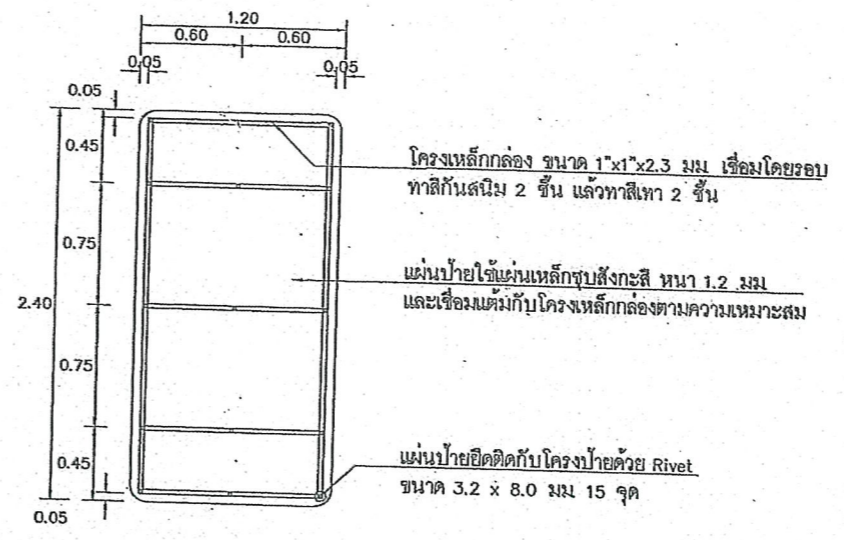 1.20
0.60 0.60
0.05 0.05
0.05
0.45
โครงเหล็กกล่อง ขนาด 1"x1"x2.3 มม เชื่อมโดยรอบ
ทาสีกันสนิม 2 ชั้น แล้วทาสีเทา 2 ชั้น
0.75
แผ่นป้ายใช้แผ่นเหล็กชุบสังกะสี หนา 1.2 มม
และเชื่อมแต้มกับโครงเหล็กกล่องตามความเหมาะสม
2.40
0.75
0.45
แผ่นป้ายยึดติดกับโครงป้ายด้วย Rivet
ขนาด 3.2 x 8.0 มม 15 จุด
0.05